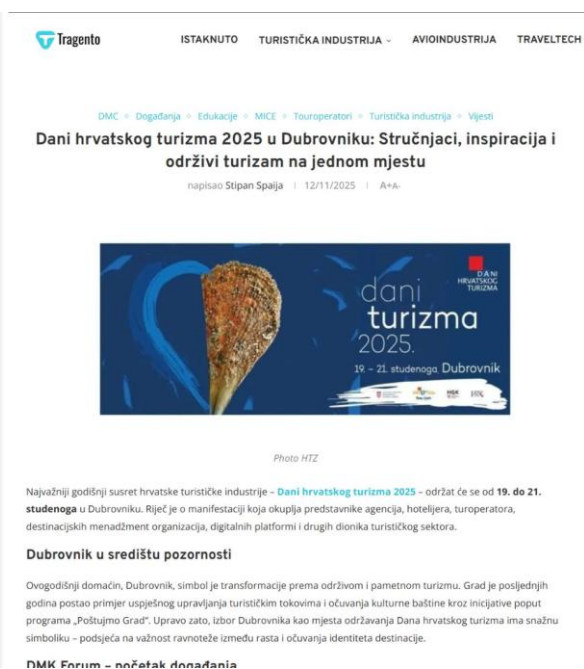 Tragento
ISTAKNUTO TURISTIČKA INDUSTRIJA AVIOINDUSTRIJA TRAVELTECH
DMC Događanja Edukacije MICE Touroperatori Turistička industrija Vijesti
Dani hrvatskog turizma 2025 u Dubrovniku: Stručnjaci, inspiracija i
održivi turizam na jednom mjestu
napisao Stipan Spaija | 12/11/2025 | A+A-
DANI
HRVATSKOG
TURIZMA
dani
turizma
2025.
19. – 21. studenoga, Dubrovnik
HGK
Photo HTZ
Najvažniji godišnji susret hrvatske turističke industrije – Dani hrvatskog turizma 2025 – održat će se od 19. do 21.
studenoga u Dubrovniku. Riječ je o manifestaciji koja okuplja predstavnike agencija, hotelijera, turoperatora,
destinacijskih menadžment organizacija, digitalnih platformi i drugih dionika turističkog sektora.
Dubrovnik u središtu pozornosti
Ovogodišnji domaćin, Dubrovnik, simbol je transformacije prema održivom i pametnom turizmu. Grad je posljednjih
godina postao primjer uspješnog upravljanja turističkim tokovima i očuvanja kulturne baštine kroz inicijative poput
programa „Poštujmo Grad”. Upravo zato, izbor Dubrovnika kao mjesta održavanja Dana hrvatskog turizma ima snažnu
simboliku – podsjeća na važnost ravnoteže između rasta i očuvanja identiteta destinacije.
DMK Forum – početak događanja